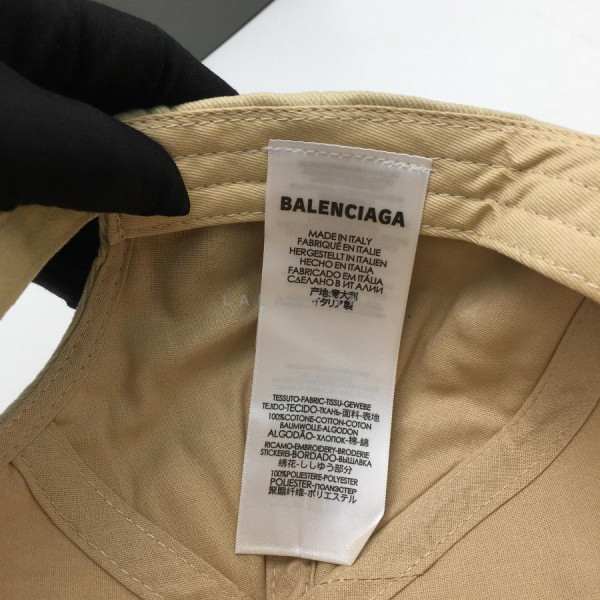 BALENCIAGA
MADE IN ITALY
FABRIQUÉ EN ITALIE
HERGESTELLT IN ITALIEN
HECHO EN ITALIA
FABRICADO EM ITÁLIA
СДЕЛАНО В ИТАЛИИ
产地:意大利
イタリア製
TESSUTO-FABRIC-TISSU-GEWEBE
TEJIDO-TECIDO-ТКАНЬ-面料-表地
100%COTONE-COTTON-COTON
BAUMWOLLE-ALGODON
ALGODÃO-ХЛОПОК-棉-綿
RICAMO-EMBROIDERY-BRODERIE
STICKEREI-BORDADO-ВЫШИВКА
绣花-ししゅう部分
100%POLIESTERE-POLYESTER
POLIESTER-ПОЛИЭСТЕР
聚酯纤维-ポリエステル